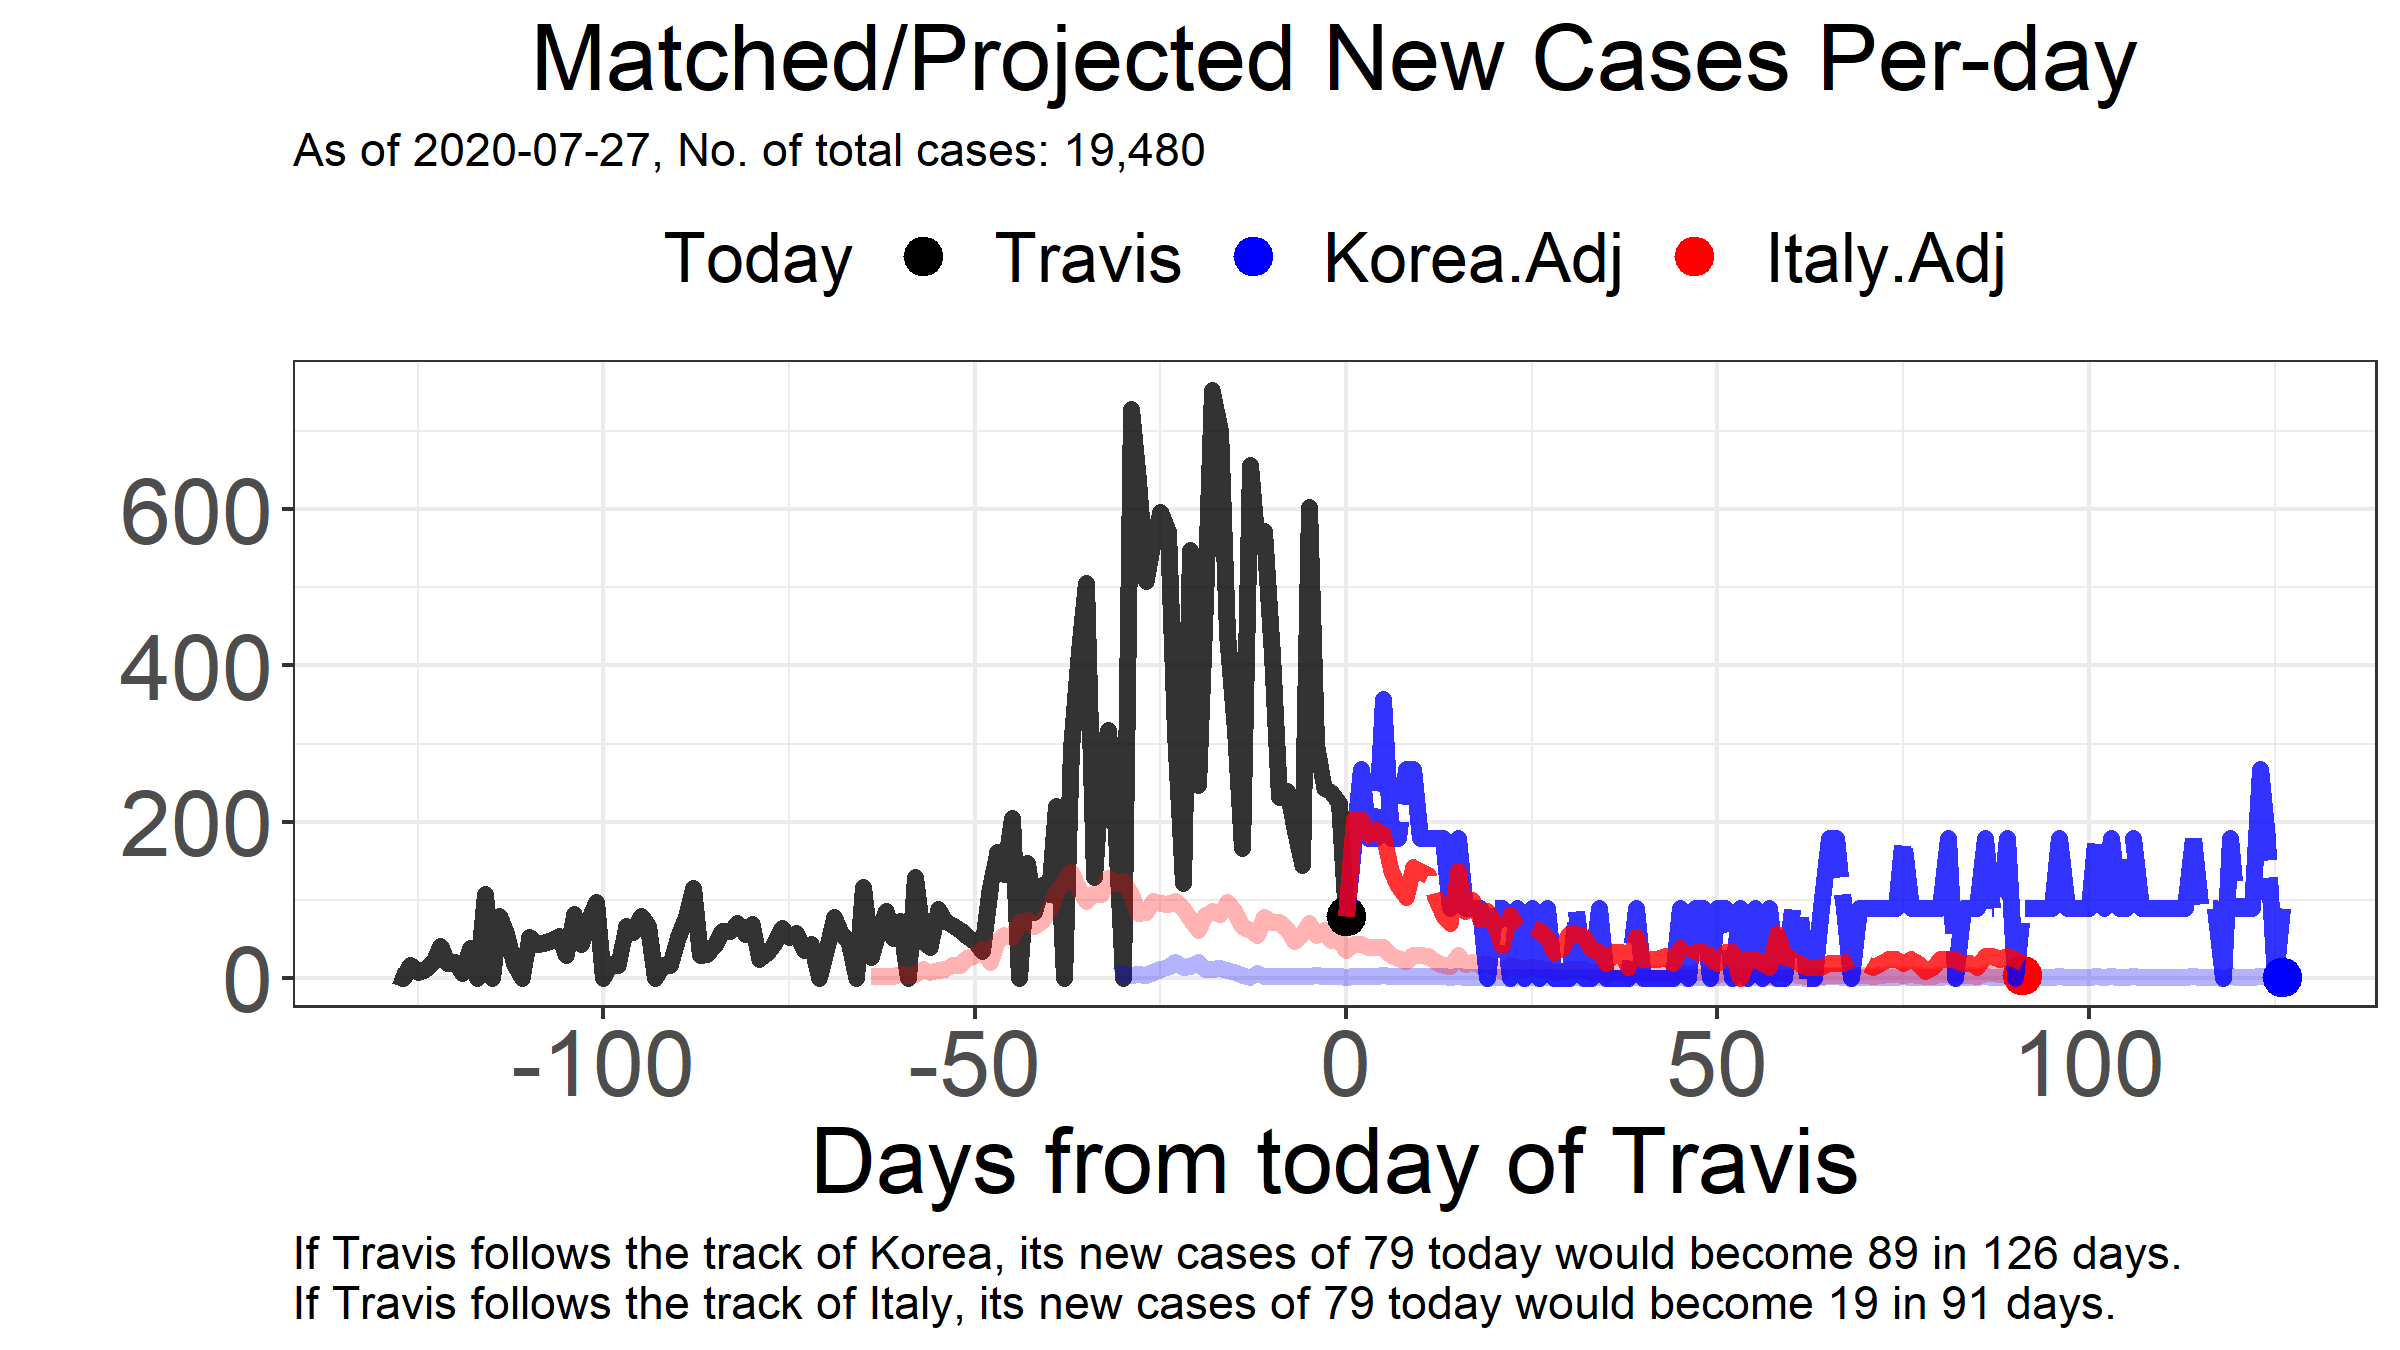 Matched/Projected New Cases Per-day
As of 2020-07-27, No. of total cases: 19,480
Today Travis Korea.Adj Italy.Adj
600
400
200
0
-100 -50 0 50 100
Days from today of Travis
If Travis follows the track of Korea, its new cases of 79 today would become 89 in 126 days.
If Travis follows the track of Italy, its new cases of 79 today would become 19 in 91 days.